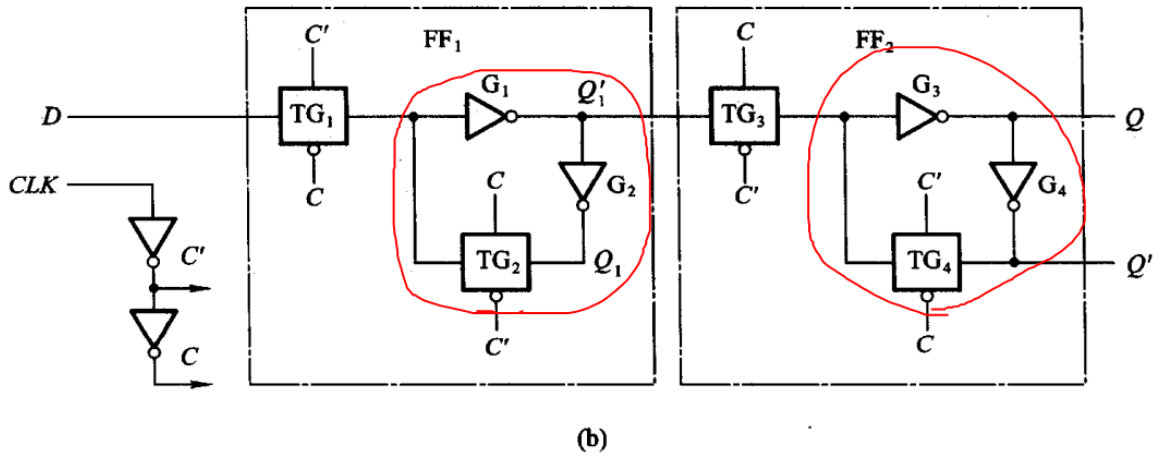 C' FF₁ C FF₂
G₁ Q'₁ G₃
D TG₁ TG₃ Q
CLK C C G₂ C' C' G₄
C' TG₂ Q₁ TG₄ Q'
C C' C
(b)